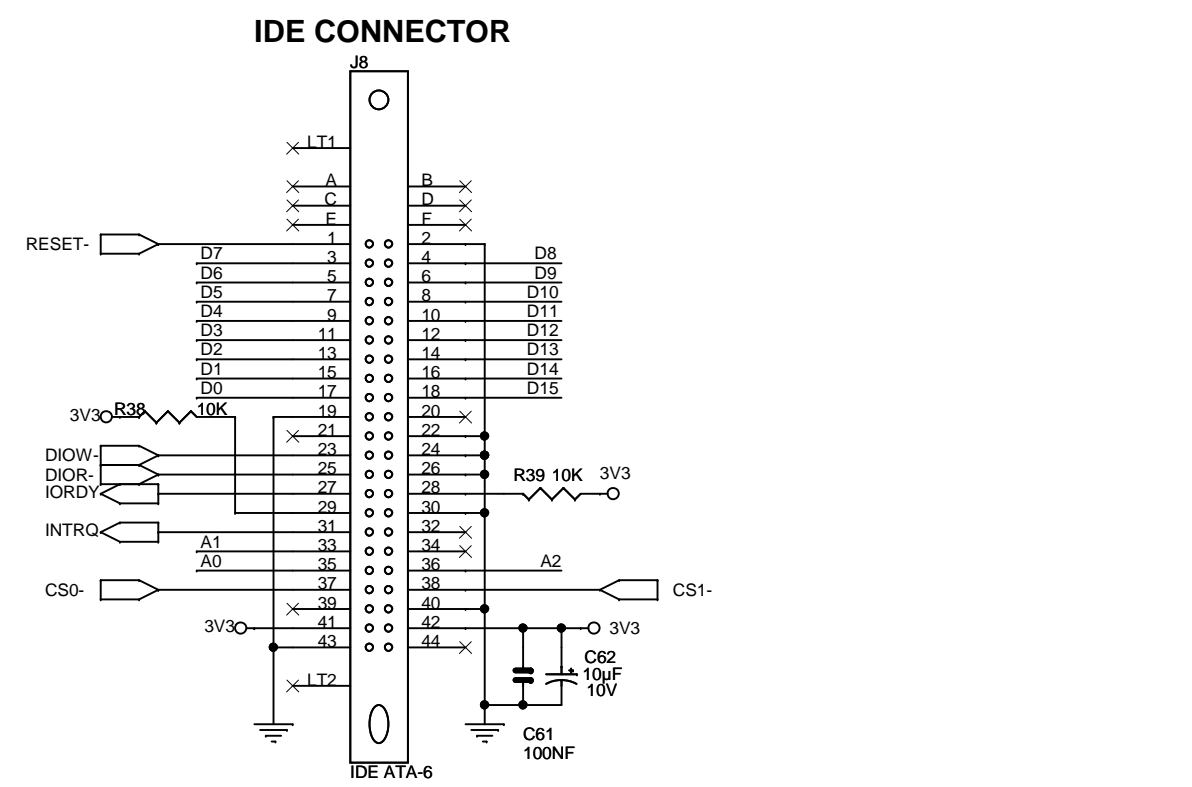 IDE CONNECTOR
J8
LT1
A B
C D
E F
RESET- 1 2
D7 3 4 D8
D6 5 6 D9
D5 7 8 D10
D4 9 10 D11
D3 11 12 D12
D2 13 14 D13
D1 15 16 D14
D0 17 18 D15
3V3 R38 10K 19 20
21 22
DIOW- 23 24
DIOR- 25 26 R39 10K 3V3
IORDY 27 28
29 30
INTRQ 31 32
A1 33 34
A0 35 36 A2
CS0- 37 38 CS1-
39 40
3V3 41 42 3V3
43 44
C62
10µF
10V
LT2
C61
100NF
IDE ATA-6